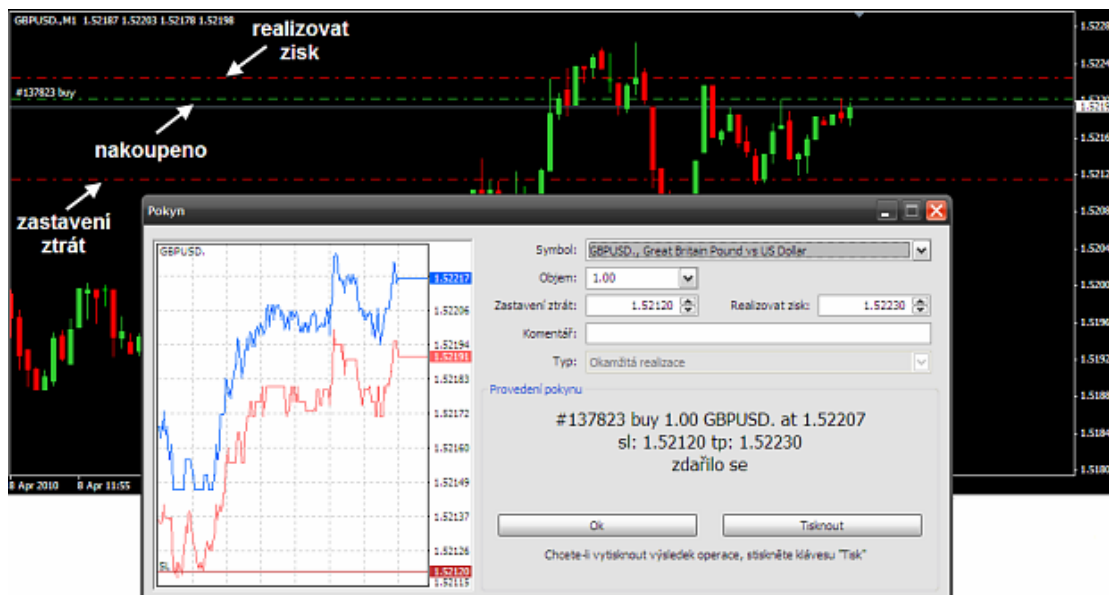 GBPUSD.,M1 1.52187 1.52203 1.52178 1.52198
realizovat
zisk
#137823 buy
nakoupeno
zastavení
ztrát
1.5228
1.5224
1.5216
1.5212
1.5208
1.5196
1.5192
1.5188
1.5184
1.5180
8 Apr 2010 8 Apr 11:55
Pokyn
GBPUSD.
1.52217
1.52206
1.52194
1.52191
1.52183
1.52172
1.52160
1.52149
1.52137
1.52126
SL
1.52120
1.52115
Symbol: GBPUSD., Great Britain Pound vs US Dollar
Objem: 1.00
Zastavení ztrát: 1.52120 Realizovat zisk: 1.52230
Komentář:
Typ: Okamžitá realizace
Provedení pokynu
#137823 buy 1.00 GBPUSD. at 1.52207
sl: 1.52120 tp: 1.52230
zdařilo se
Ok Tisknout
Chcete-li vytisknout výsledek operace, stiskněte klávesu "Tisk"